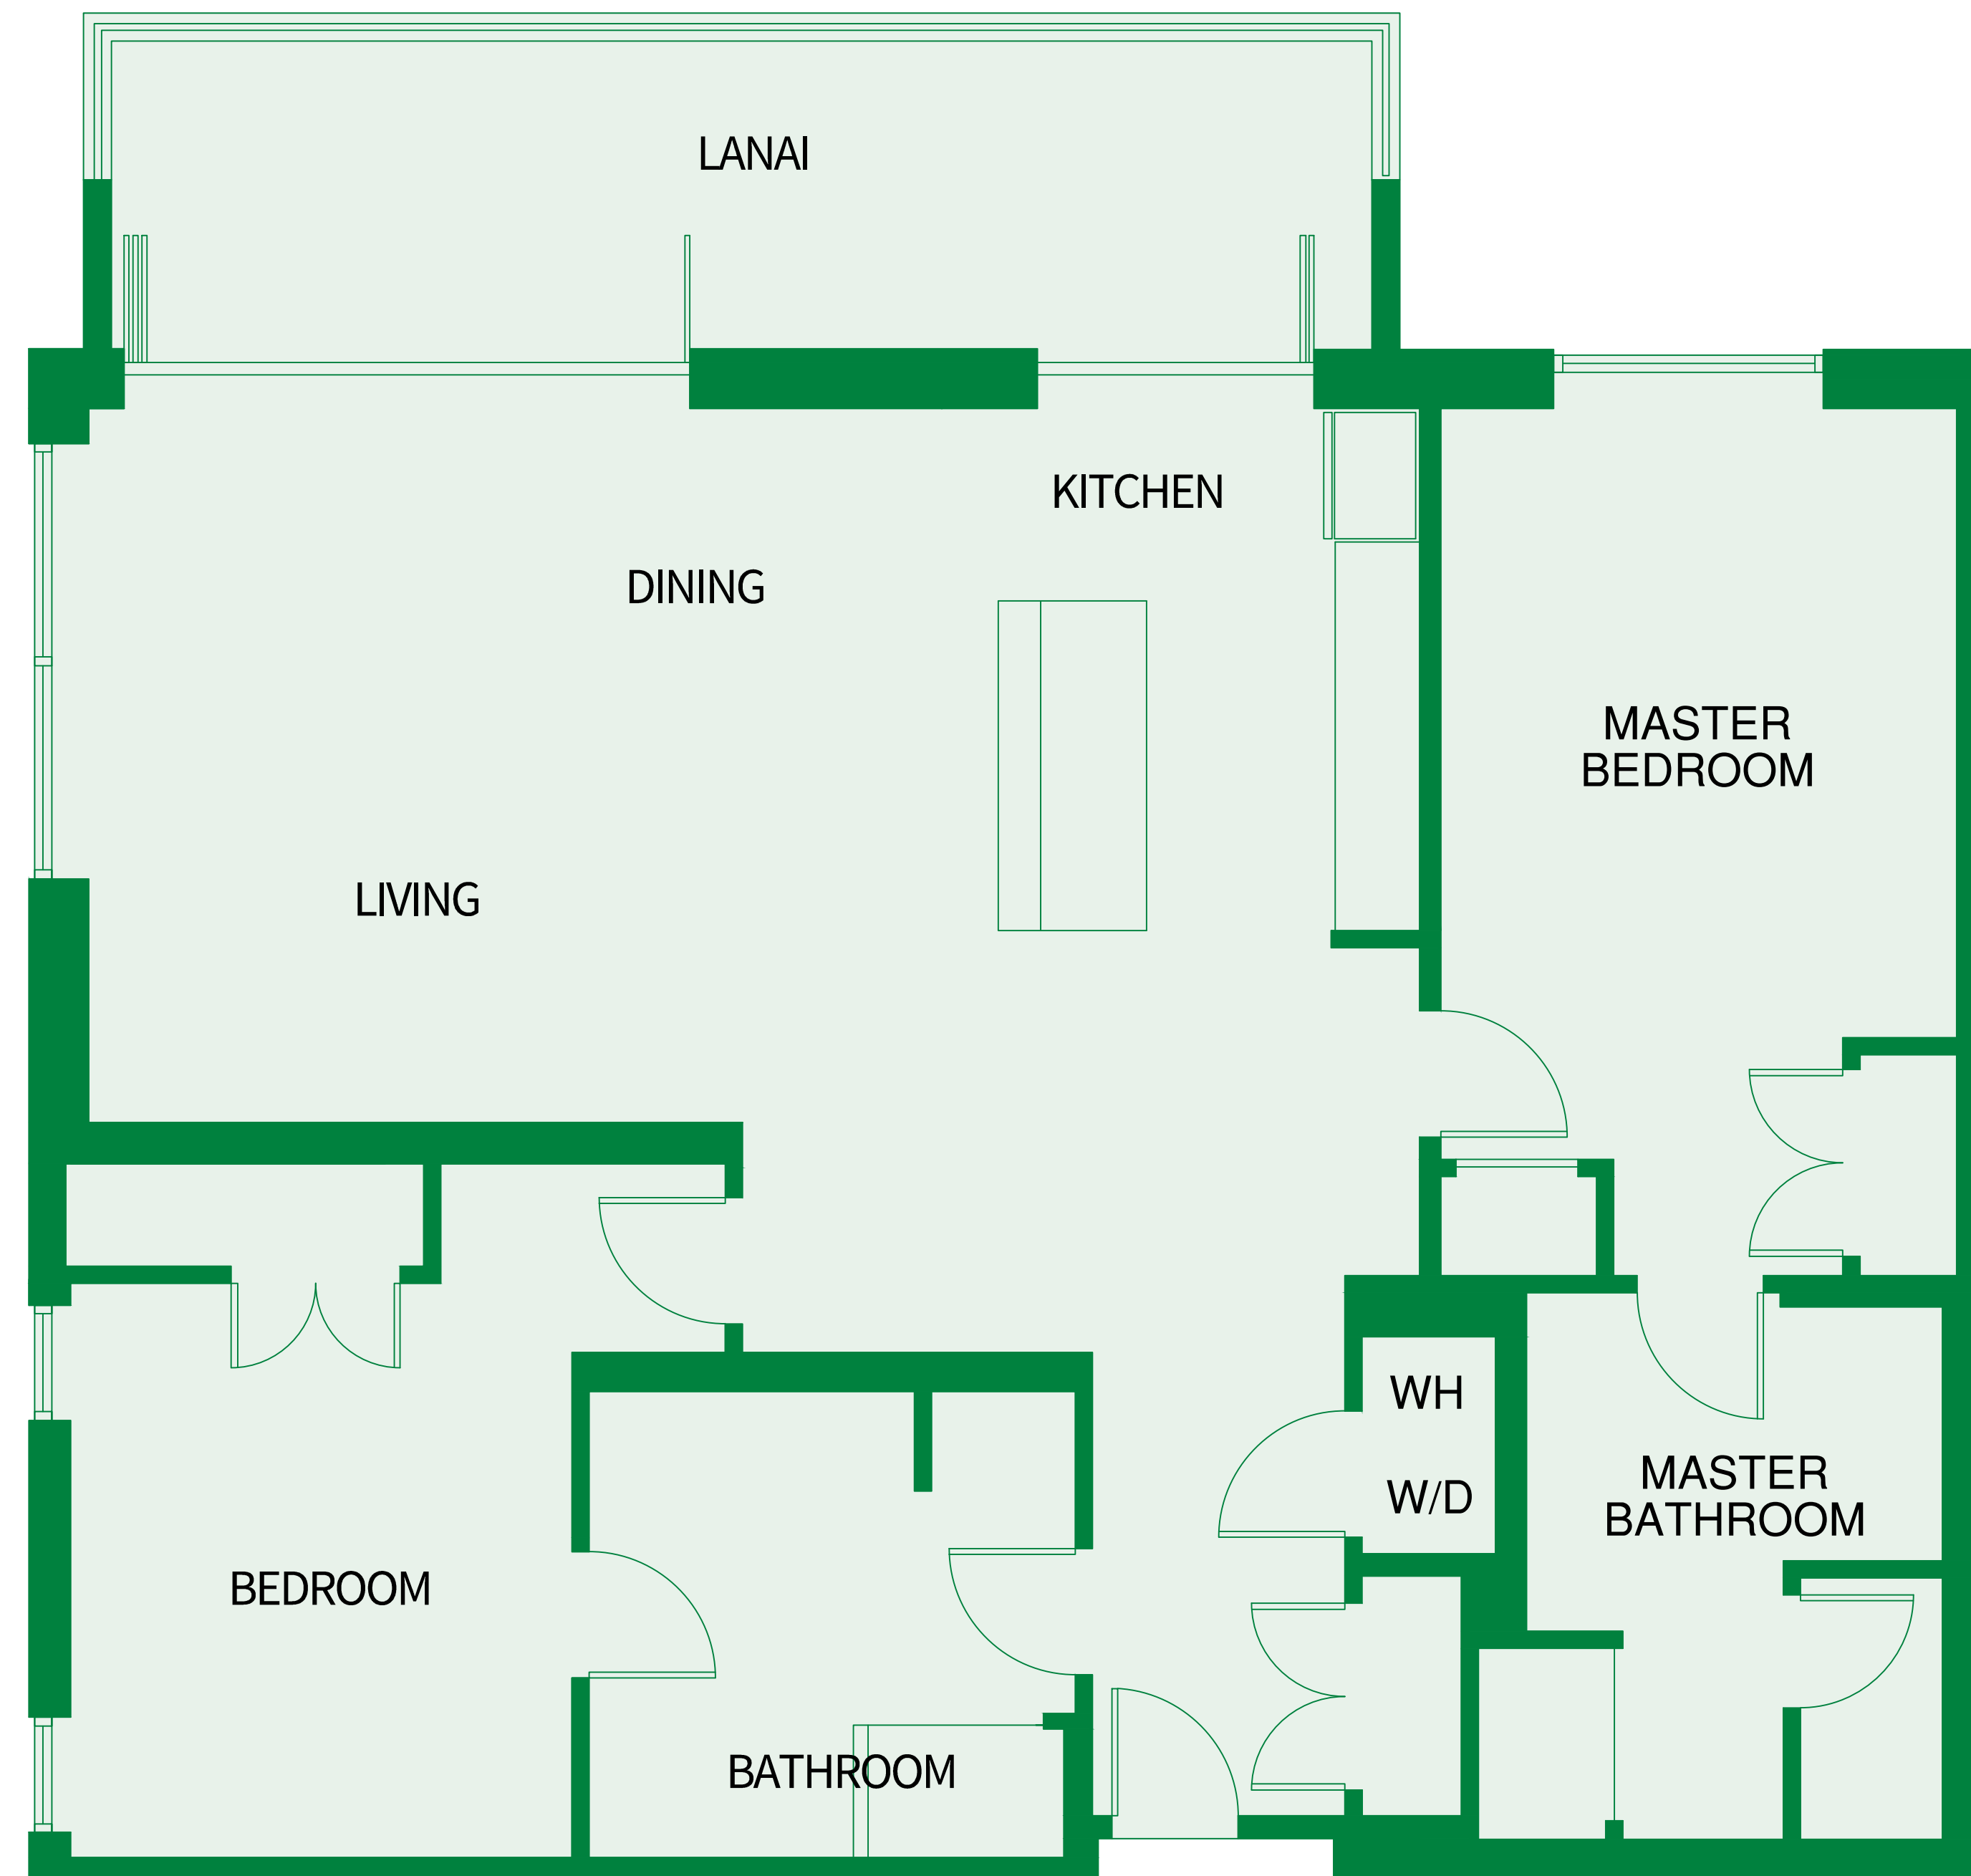 LANAI
KITCHEN
DINING
MASTER
BEDROOM
LIVING
WH
W/D
MASTER
BATHROOM
BEDROOM
BATHROOM